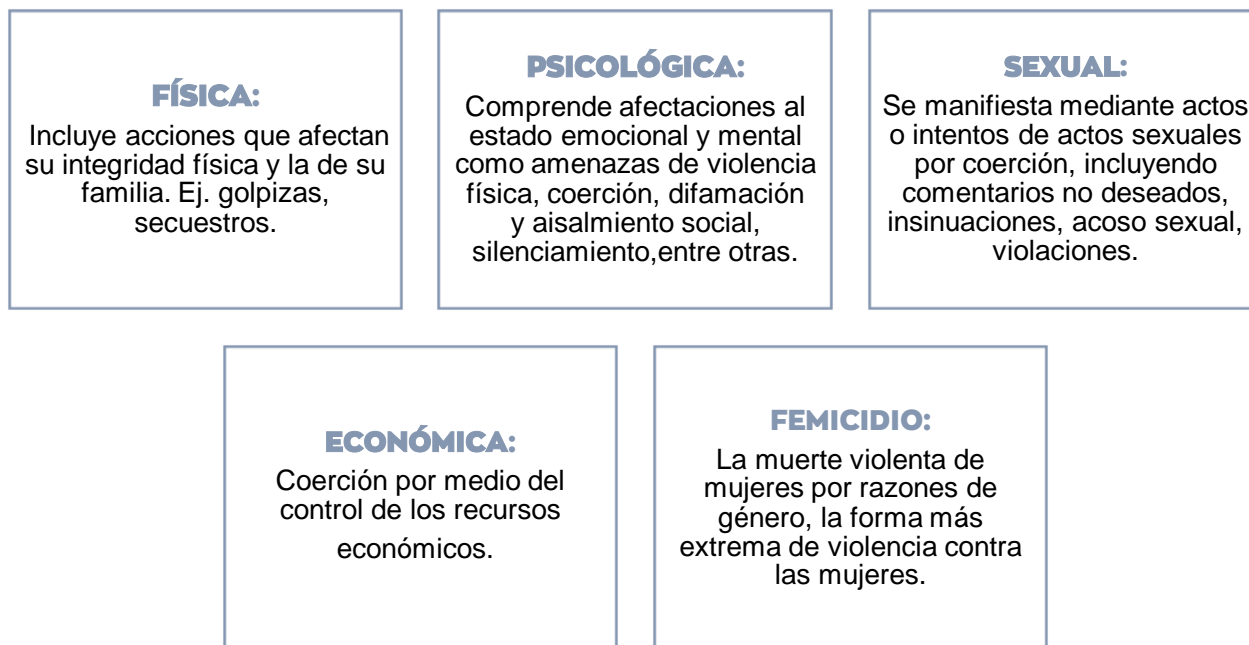 FÍSICA:
Incluye acciones que afectan
su integridad física y la de su
familia. Ej. golpizas,
secuestros.
PSICOLÓGICA:
Comprende afectaciones al
estado emocional y mental
como amenazas de violencia
física, coerción, difamación
y aisalmiento social,
silenciamiento,entre otras.
SEXUAL:
Se manifiesta mediante actos
o intentos de actos sexuales
por coerción, incluyendo
comentarios no deseados,
insinuaciones, acoso sexual,
violaciones.
ECONÓMICA:
Coerción por medio del
control de los recursos
económicos.
FEMICIDIO:
La muerte violenta de
mujeres por razones de
género, la forma más
extrema de violencia contra
las mujeres.